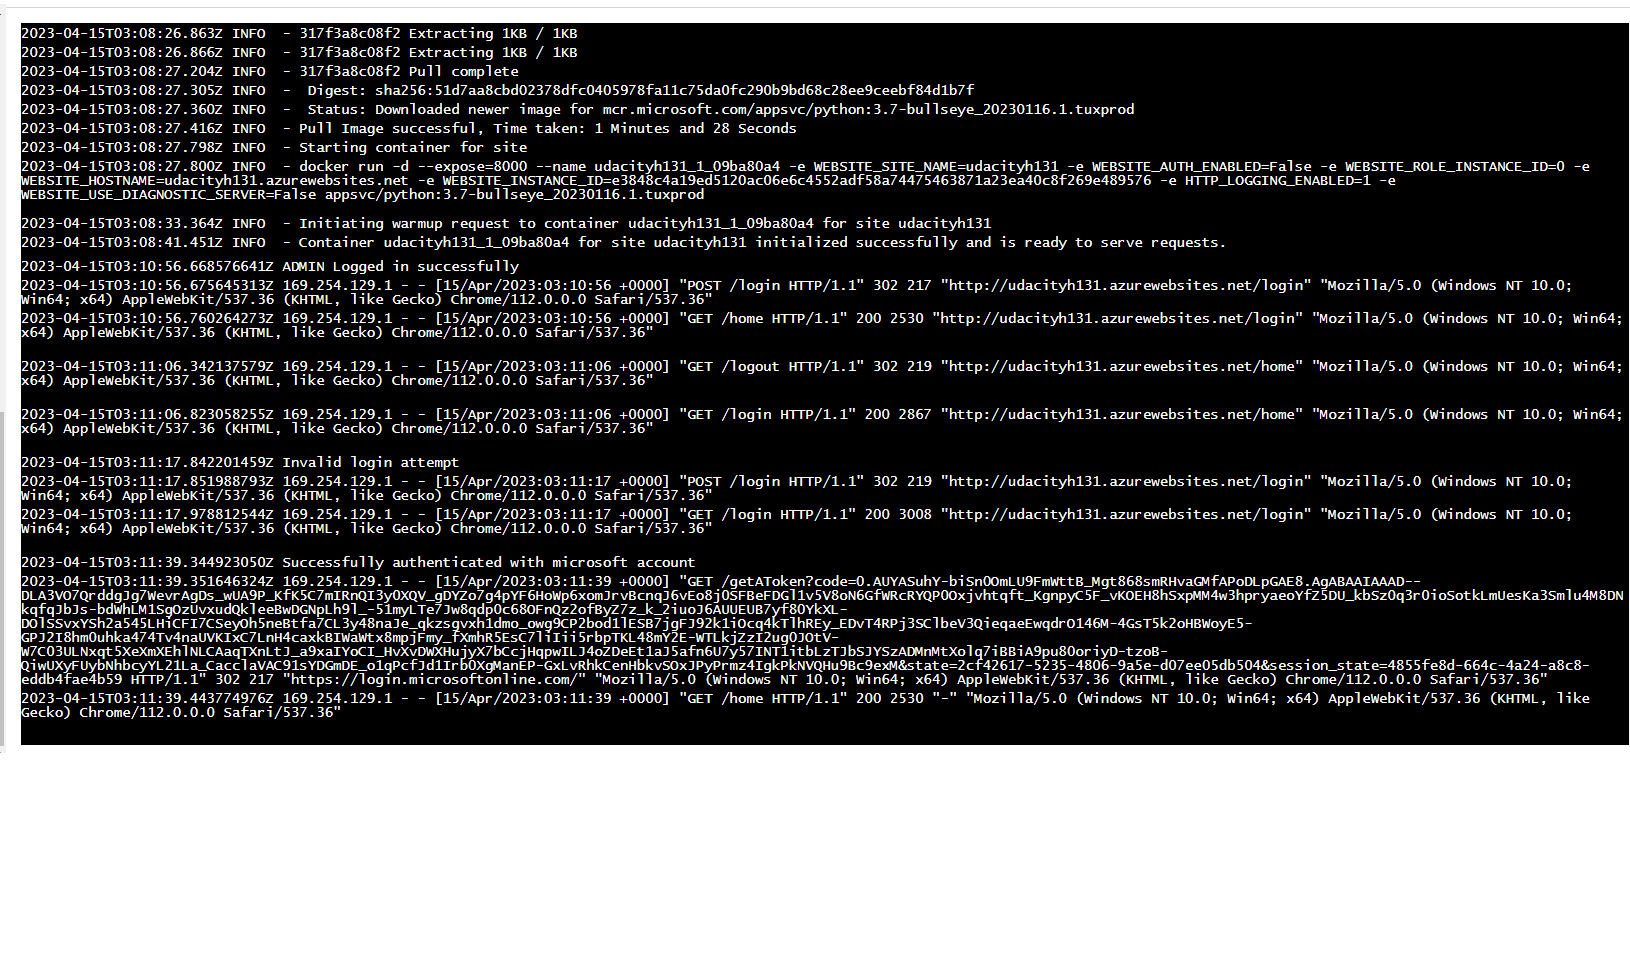 2023-04-15T03:08:26.863Z INFO  - 317f3a8c08f2 Extracting 1KB / 1KB
2023-04-15T03:08:26.866Z INFO  - 317f3a8c08f2 Extracting 1KB / 1KB
2023-04-15T03:08:27.204Z INFO  - 317f3a8c08f2 Pull complete
2023-04-15T03:08:27.305Z INFO  -  Digest: sha256:51d7aa8cbd02378dfc0405978fa11c75da0fc290b9bd68c28ee9ceebf84d1b7f
2023-04-15T03:08:27.360Z INFO  -  Status: Downloaded newer image for mcr.microsoft.com/appsvc/python:3.7-bullseye_20230116.1.tuxprod
2023-04-15T03:08:27.416Z INFO  - Pull Image successful, Time taken: 1 Minutes and 28 Seconds
2023-04-15T03:08:27.798Z INFO  - Starting container for site
2023-04-15T03:08:27.800Z INFO  - docker run -d --expose=8000 --name udacityh131_1_09ba80a4 -e WEBSITE_SITE_NAME=udacityh131 -e WEBSITE_AUTH_ENABLED=False -e WEBSITE_ROLE_INSTANCE_ID=0 -e
WEBSITE_HOSTNAME=udacityh131.azurewebsites.net -e WEBSITE_INSTANCE_ID=e3848c4a19ed5120ac06e6c4552adf58a74475463871a23ea40c8f269e489576 -e HTTP_LOGGING_ENABLED=1 -e
WEBSITE_USE_DIAGNOSTIC_SERVER=False appsvc/python:3.7-bullseye_20230116.1.tuxprod
2023-04-15T03:08:33.364Z INFO  - Initiating warmup request to container udacityh131_1_09ba80a4 for site udacityh131
2023-04-15T03:08:41.451Z INFO  - Container udacityh131_1_09ba80a4 for site udacityh131 initialized successfully and is ready to serve requests.
2023-04-15T03:10:56.668576641Z ADMIN Logged in successfully
2023-04-15T03:10:56.675645313Z 169.254.129.1 - - [15/Apr/2023:03:10:56 +0000] "POST /login HTTP/1.1" 302 217 "http://udacityh131.azurewebsites.net/login" "Mozilla/5.0 (Windows NT 10.0;
Win64; x64) AppleWebKit/537.36 (KHTML, like Gecko) Chrome/112.0.0.0 Safari/537.36"
2023-04-15T03:10:56.760264273Z 169.254.129.1 - - [15/Apr/2023:03:10:56 +0000] "GET /home HTTP/1.1" 200 2530 "http://udacityh131.azurewebsites.net/login" "Mozilla/5.0 (Windows NT 10.0; Win64;
x64) AppleWebKit/537.36 (KHTML, like Gecko) Chrome/112.0.0.0 Safari/537.36"
2023-04-15T03:11:06.342137579Z 169.254.129.1 - - [15/Apr/2023:03:11:06 +0000] "GET /logout HTTP/1.1" 302 219 "http://udacityh131.azurewebsites.net/home" "Mozilla/5.0 (Windows NT 10.0; Win64;
x64) AppleWebKit/537.36 (KHTML, like Gecko) Chrome/112.0.0.0 Safari/537.36"
2023-04-15T03:11:06.823058255Z 169.254.129.1 - - [15/Apr/2023:03:11:06 +0000] "GET /login HTTP/1.1" 200 2867 "http://udacityh131.azurewebsites.net/home" "Mozilla/5.0 (Windows NT 10.0; Win64;
x64) AppleWebKit/537.36 (KHTML, like Gecko) Chrome/112.0.0.0 Safari/537.36"
2023-04-15T03:11:17.842201459Z Invalid login attempt
2023-04-15T03:11:17.851988793Z 169.254.129.1 - - [15/Apr/2023:03:11:17 +0000] "POST /login HTTP/1.1" 302 219 "http://udacityh131.azurewebsites.net/login" "Mozilla/5.0 (Windows NT 10.0;
Win64; x64) AppleWebKit/537.36 (KHTML, like Gecko) Chrome/112.0.0.0 Safari/537.36"
2023-04-15T03:11:17.978812544Z 169.254.129.1 - - [15/Apr/2023:03:11:17 +0000] "GET /login HTTP/1.1" 200 3008 "http://udacityh131.azurewebsites.net/login" "Mozilla/5.0 (Windows NT 10.0;
Win64; x64) AppleWebKit/537.36 (KHTML, like Gecko) Chrome/112.0.0.0 Safari/537.36"
2023-04-15T03:11:39.344923050Z Successfully authenticated with microsoft account
2023-04-15T03:11:39.351646324Z 169.254.129.1 - - [15/Apr/2023:03:11:39 +0000] "GET
eddb4fae4b59 HTTP/1.1" 302 217 "https://login.microsoftonline.com/" "Mozilla/5.0 (Windows NT 10.0; Win64; x64) AppleWebKit/537.36 (KHTML, like Gecko) Chrome/112.0.0.0 Safari/537.36"
2023-04-15T03:11:39.443774976Z 169.254.129.1 - - [15/Apr/2023:03:11:39 +0000] "GET /home HTTP/1.1" 200 2530 "-" "Mozilla/5.0 (Windows NT 10.0; Win64; x64) AppleWebKit/537.36 (KHTML, like
Gecko) Chrome/112.0.0.0 Safari/537.36"